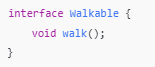 interface Walkable {
    void walk();
}